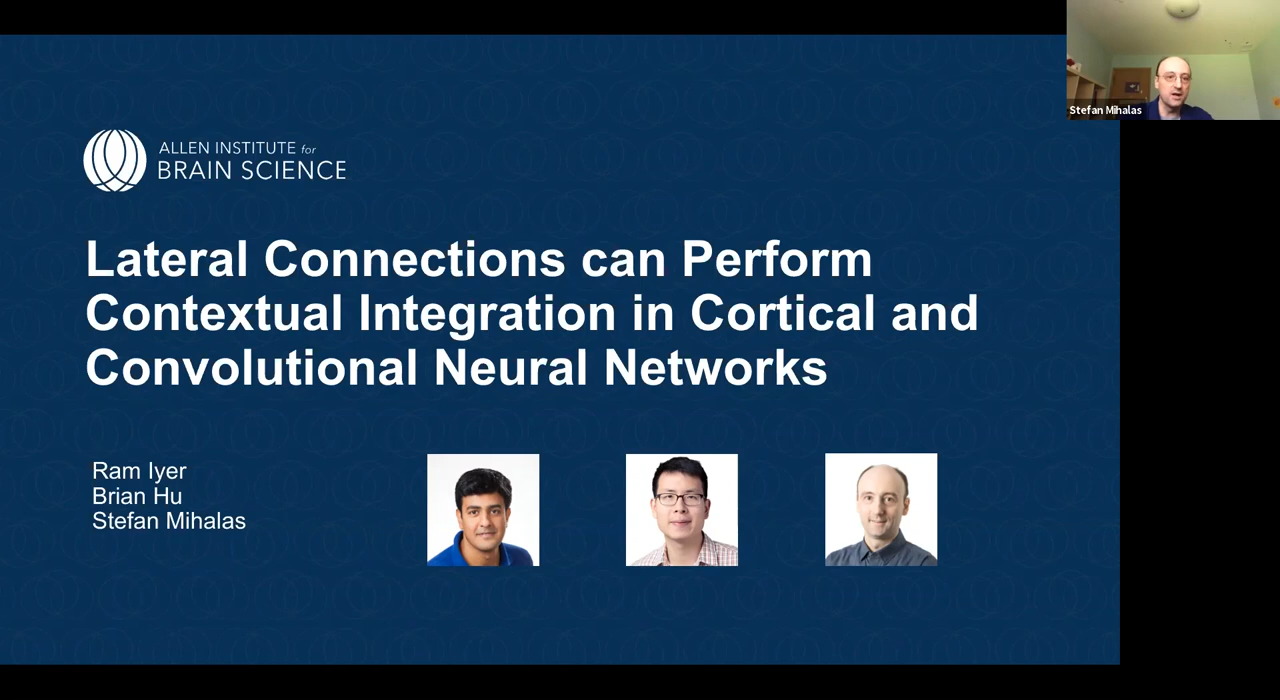 Stefan Mihalas
ALLEN INSTITUTE for
BRAIN SCIENCE
Lateral Connections can Perform
Contextual Integration in Cortical and
Convolutional Neural Networks
Ram Iyer
Brian Hu
Stefan Mihalas